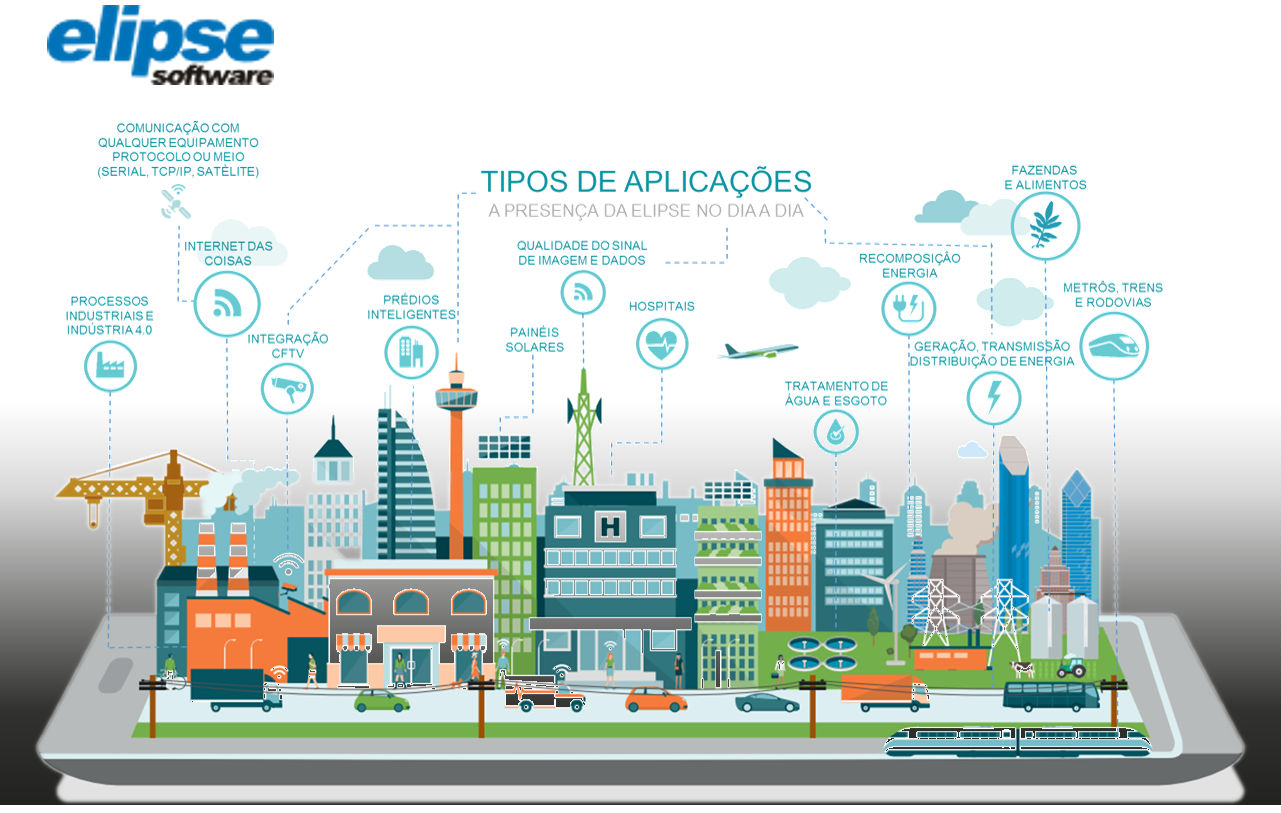 elipse
software
COMUNICAÇÃO COM
QUALQUER EQUIPAMENTO
PROTOCOLO OU MEIO
(SERIAL, TCP/IP, SATÈLITE)
TIPOS DE APLICAÇÕES
A PRESENÇA DA ELIPSE NO DIA A DIA
FAZENDAS
E ALIMENTOS
INTERNET DAS
COISAS
QUALIDADE DO SINAL
DE IMAGEM E DADOS
RECOMPOSIÇÂO
ENERGIA
METRÔS, TRENS
E RODOVIAS
PROCESSOS
INDUSTRIAIS E
INDÚSTRIA 4.0
PRÉDIOS
INTELIGENTES
HOSPITAIS
INTEGRAÇÃO
CFTV
PAINÉIS
SOLARES
GERAÇÃO, TRANSMISSÃO
DISTRIBUIÇÃO DE ENERGIA
TRATAMENTO DE
ÁGUA E ESGOTO
H